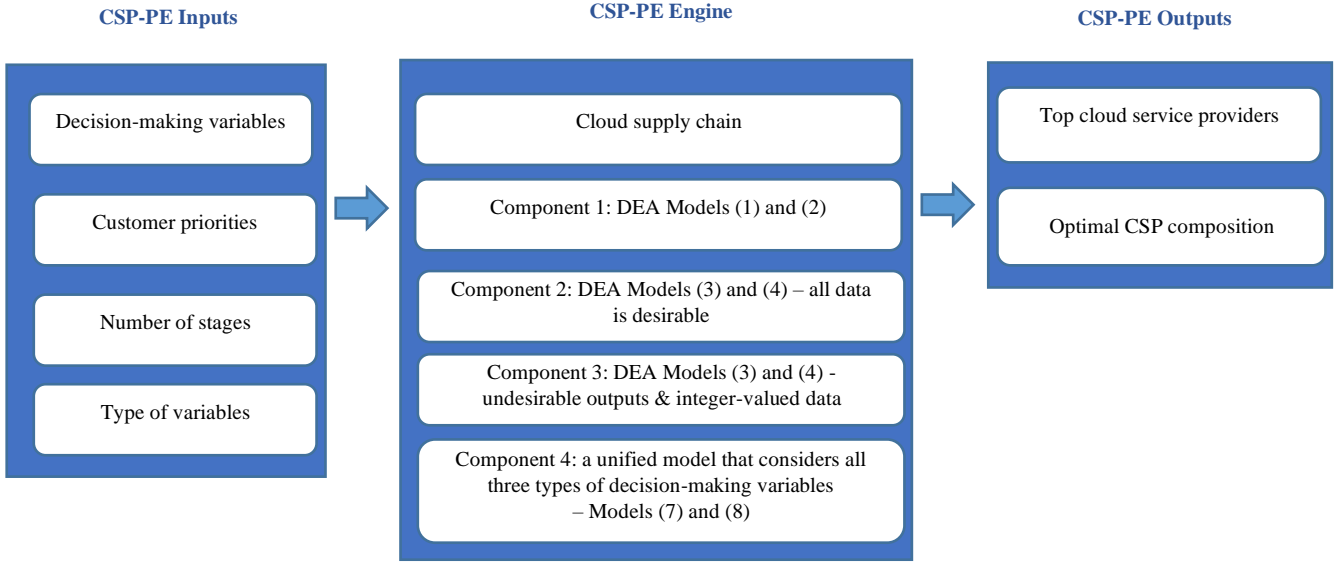 CSP-PE Inputs
Decision-making variables
Customer priorities
Number of stages
Type of variables
CSP-PE Engine
Cloud supply chain
Component 1: DEA Models (1) and (2)
Component 2: DEA Models (3) and (4) – all data
is desirable
Component 3: DEA Models (3) and (4) -
undesirable outputs & integer-valued data
Component 4: a unified model that considers all
three types of decision-making variables
– Models (7) and (8)
CSP-PE Outputs
Top cloud service providers
Optimal CSP composition